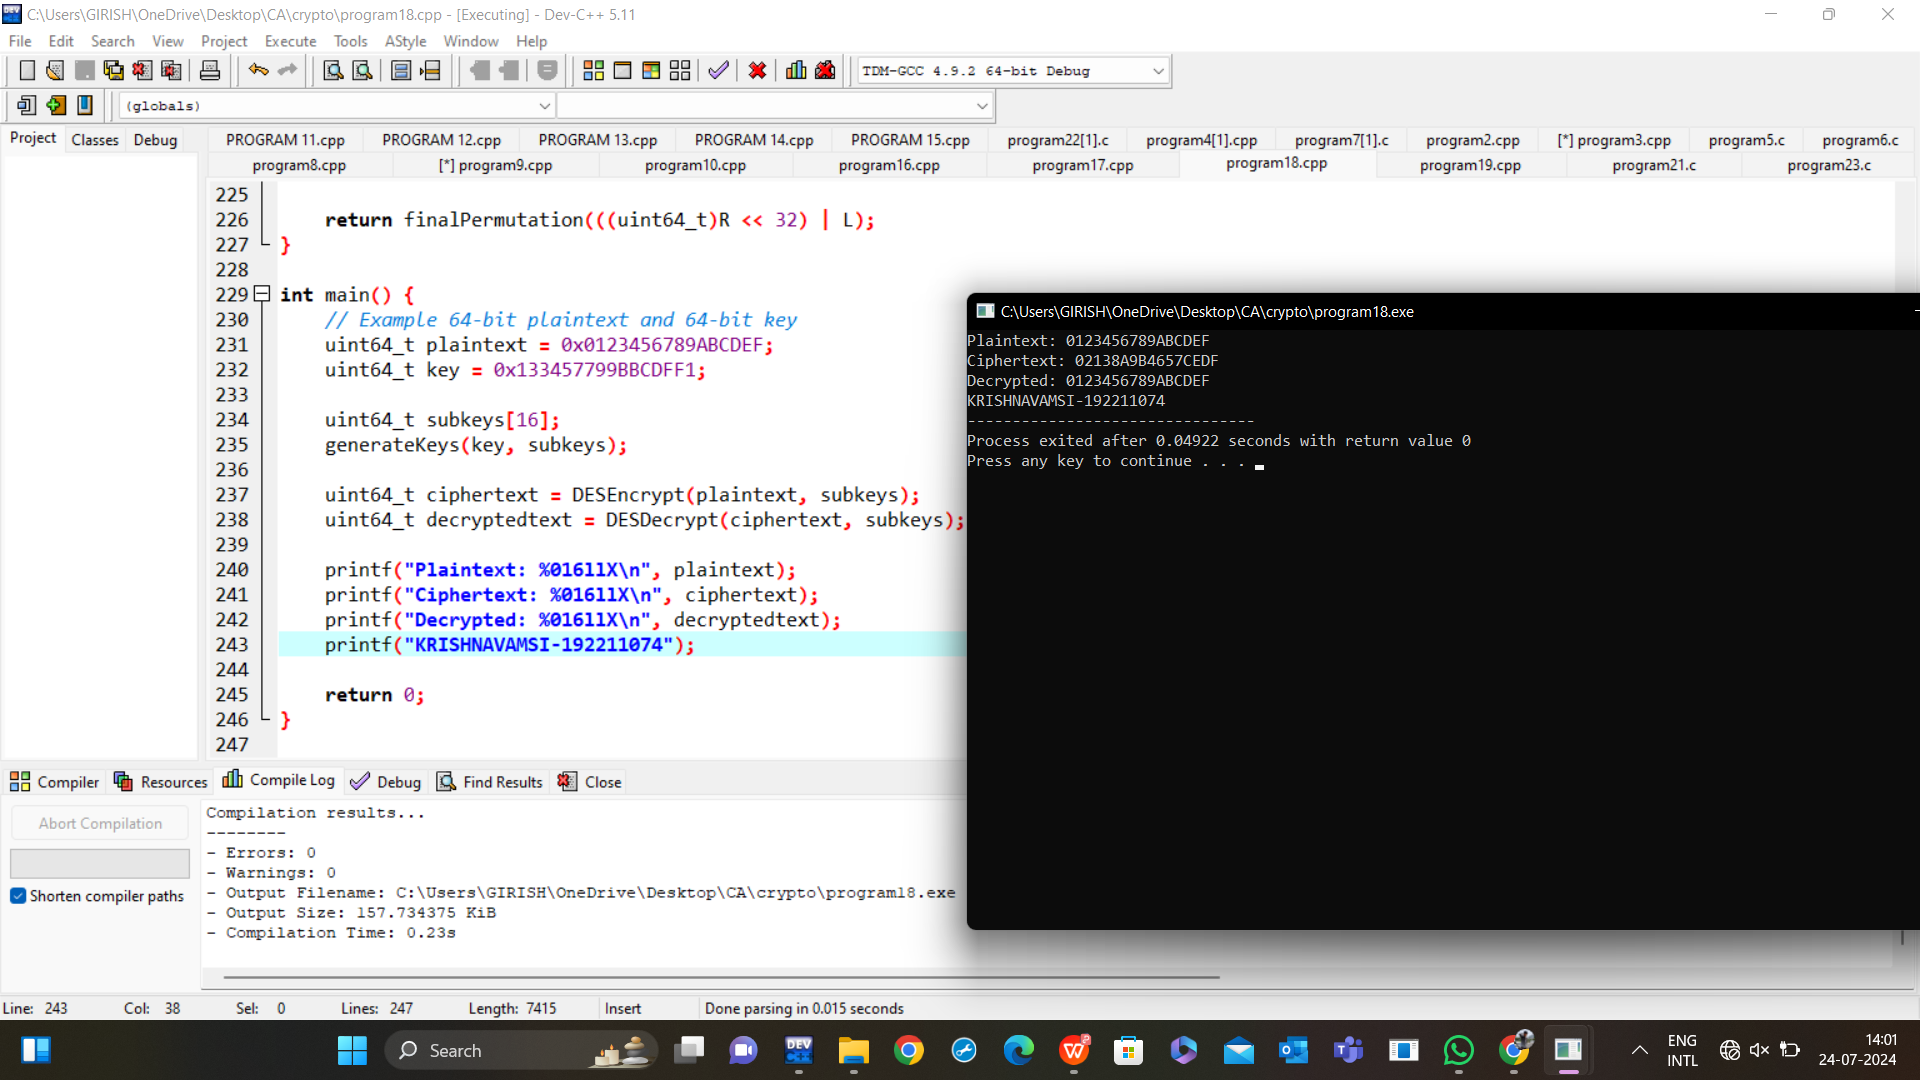 C:\Users\GIRISH\OneDrive\Desktop\CA\crypto\program18.cpp - [Executing] - Dev-C++ 5.11
File Edit Search View Project Execute Tools AStyle Window Help
TDM-GCC 4.9.2 64-bit Debug
(globals)
Project Classes Debug
PROGRAM 11.cpp PROGRAM 12.cpp PROGRAM 13.cpp PROGRAM 14.cpp PROGRAM 15.cpp program22[1].c program4[1].cpp program7[1].c program2.cpp [*] program3.cpp program5.c program6.c
program8.cpp [*] program9.cpp program10.cpp program16.cpp program17.cpp program18.cpp program19.cpp program21.c program23.c
225
226 return finalPermutation(((uint64_t)R << 32) | L);
227 }
228
229 int main() {
230 // Example 64-bit plaintext and 64-bit key
231 uint64_t plaintext = 0x0123456789ABCDEF;
232 uint64_t key = 0x133457799BBCDFF1;
233
234 uint64_t subkeys[16];
235 generateKeys(key, subkeys);
236
237 uint64_t ciphertext = DESEncrypt(plaintext, subkeys);
238 uint64_t decryptedtext = DESDecrypt(ciphertext, subkeys);
239
240 printf("Plaintext: %016llX\n", plaintext);
241 printf("Ciphertext: %016llX\n", ciphertext);
242 printf("Decrypted: %016llX\n", decryptedtext);
243 printf("KRISHNAVAMSI-192211074");
244
245 return 0;
246 }
247
C:\Users\GIRISH\OneDrive\Desktop\CA\crypto\program18.exe
Plaintext: 0123456789ABCDEF
Ciphertext: 02138A9B4657CEDF
Decrypted: 0123456789ABCDEF
KRISHNAVAMSI-192211074
--------------------------------
Process exited after 0.04922 seconds with return value 0
Press any key to continue . . .
Compiler Resources Compile Log Debug Find Results Close
Abort Compilation
Shorten compiler paths
Compilation results...
--------
- Errors: 0
- Warnings: 0
- Output Filename: C:\Users\GIRISH\OneDrive\Desktop\CA\crypto\program18.exe
- Output Size: 157.734375 KiB
- Compilation Time: 0.23s
Line: 243 Col: 38 Sel: 0 Lines: 247 Length: 7415 Insert Done parsing in 0.015 seconds
Search
DEV C++
ENG
INTL
14:01
24-07-2024